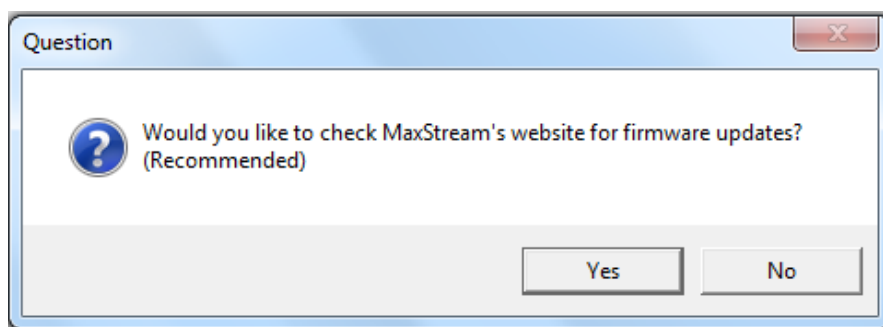 Question
Would you like to check MaxStream's website for firmware updates?
(Recommended)
Yes
No